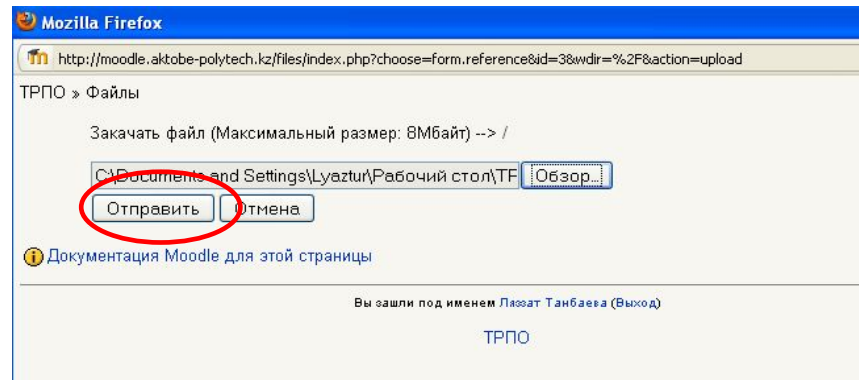 Mozilla Firefox
http://moodle.aktobe-polytech.kz/files/index.php?choose=form.reference&id=3&wdir=%2F&action=upload
ТРПО » Файлы
Закачать файл (Максимальный размер: 8Мбайт) --> /
C:\Documents and Settings\Lyaztur\Рабочий стол\TF Обзор...
Отправить Отмена
Документация Moodle для этой страницы
Вы зашли под именем Ляззат Танбаева (Выход)
ТРПО